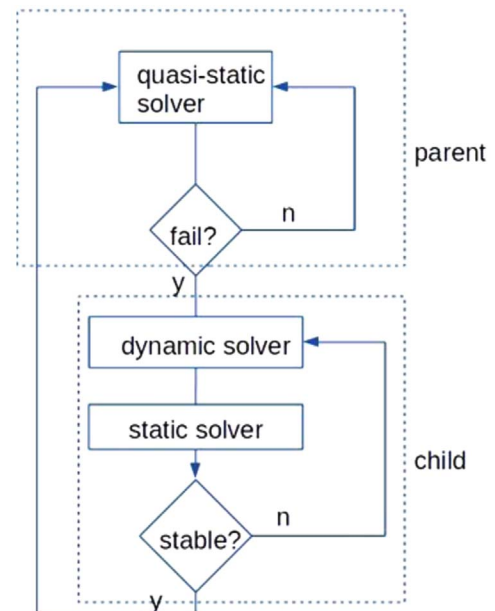 quasi-static
solver
parent
n
fail?
y
dynamic solver
static solver
child
n
stable?
y